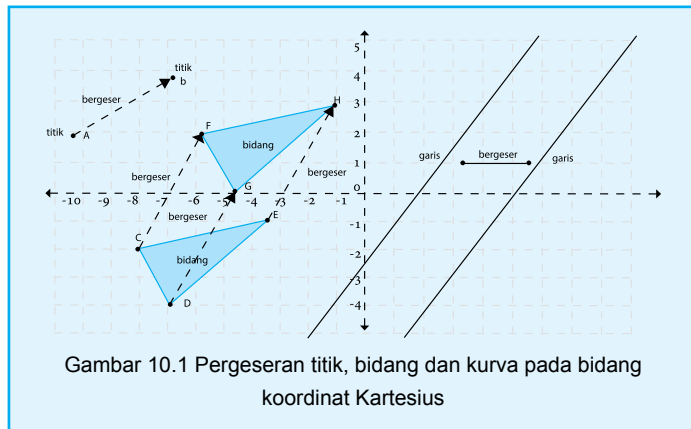 5
titik
b
4
bergeser
H
3
F
titik
A
2
bidang
garis
bergeser
garis
1
bergeser
bergeser
G
0
-10 -9 -8 -7 -6 -5 -4 -3 -2 -1
bergeser
E
C
-1
bidang
-2
D
-3
-4
Gambar 10.1 Pergeseran titik, bidang dan kurva pada bidang
koordinat Kartesius